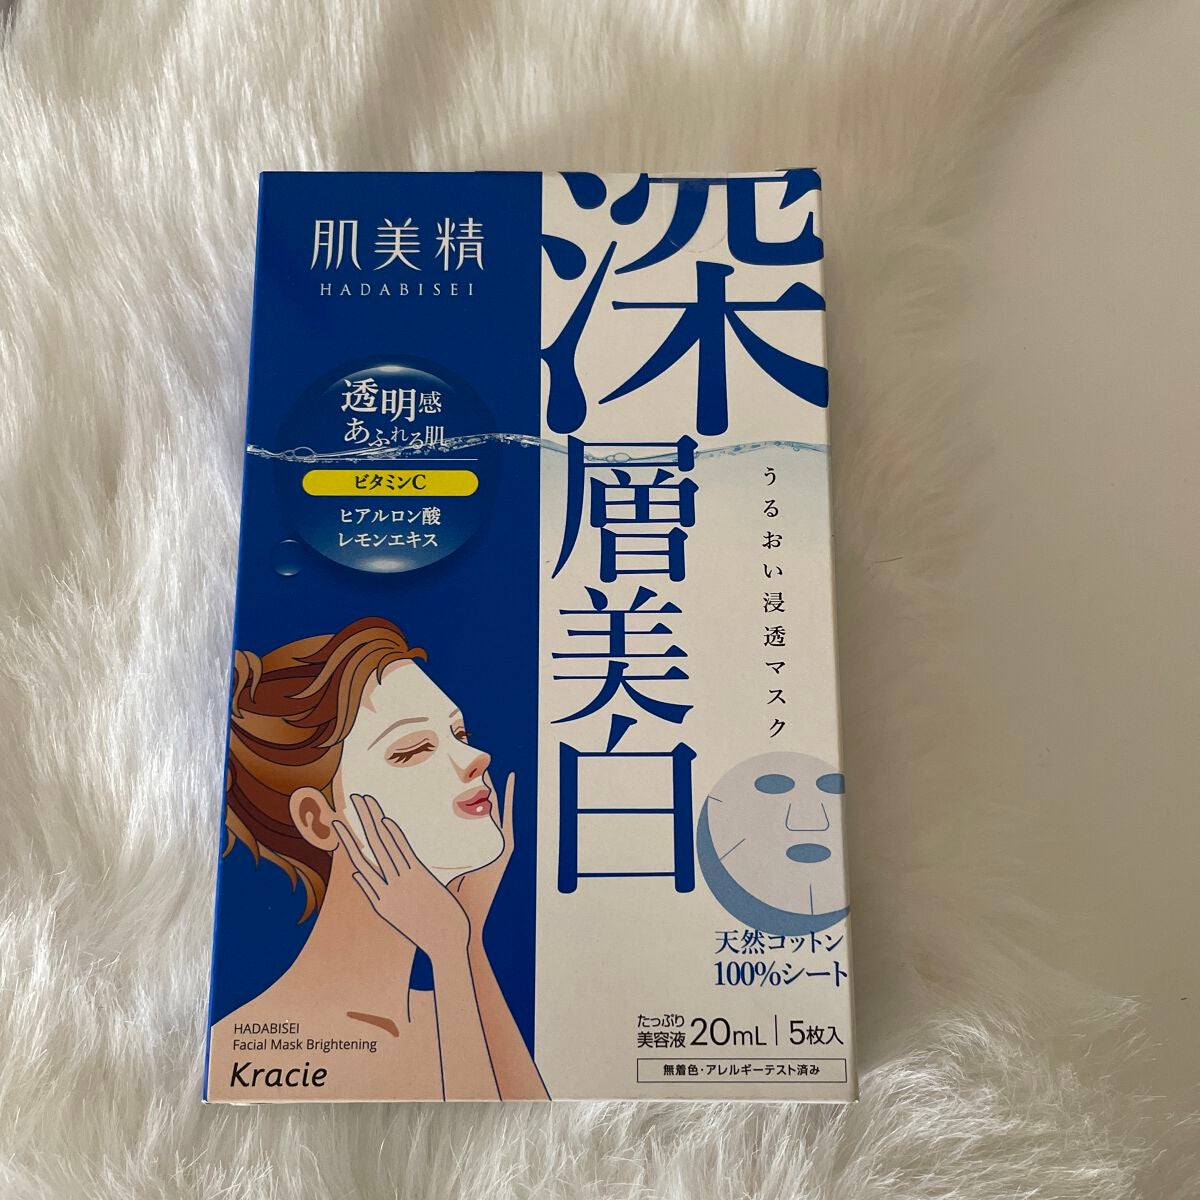 肌美精
HADABISEI
透明感
あふれる肌
ビタミンC
ヒアルロン酸
レモンエキス
深層美白
うるおい浸透マスク
天然コットン
100%シート
たっぷり
美容液20mL|5枚入
無着色・アレルギーテスト済み
HADABISEI
Facial Mask Brightening
Kracie